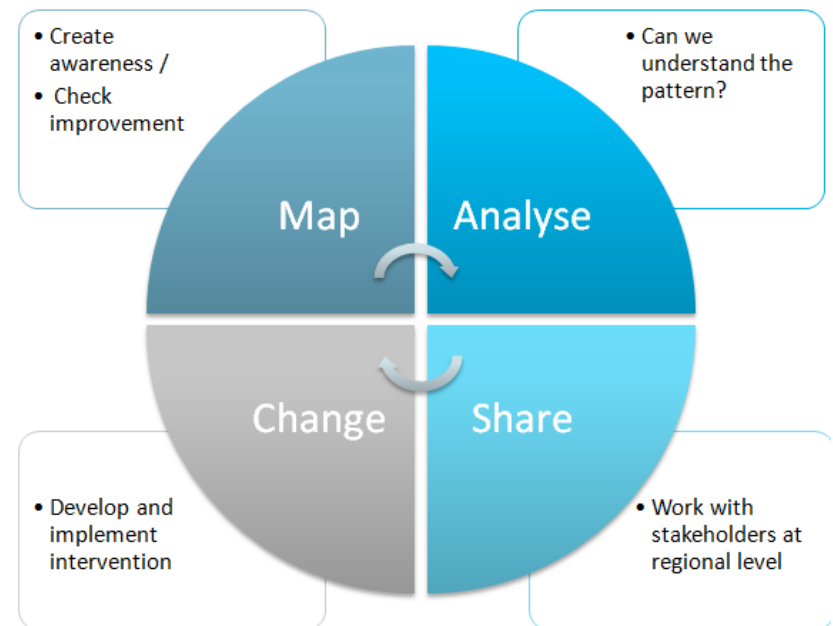 • Create
awareness /
• Check
improvement
• Can we
understand the
pattern?
Map
Analyse
Change
Share
• Develop and
implement
intervention
• Work with
stakeholders at
regional level